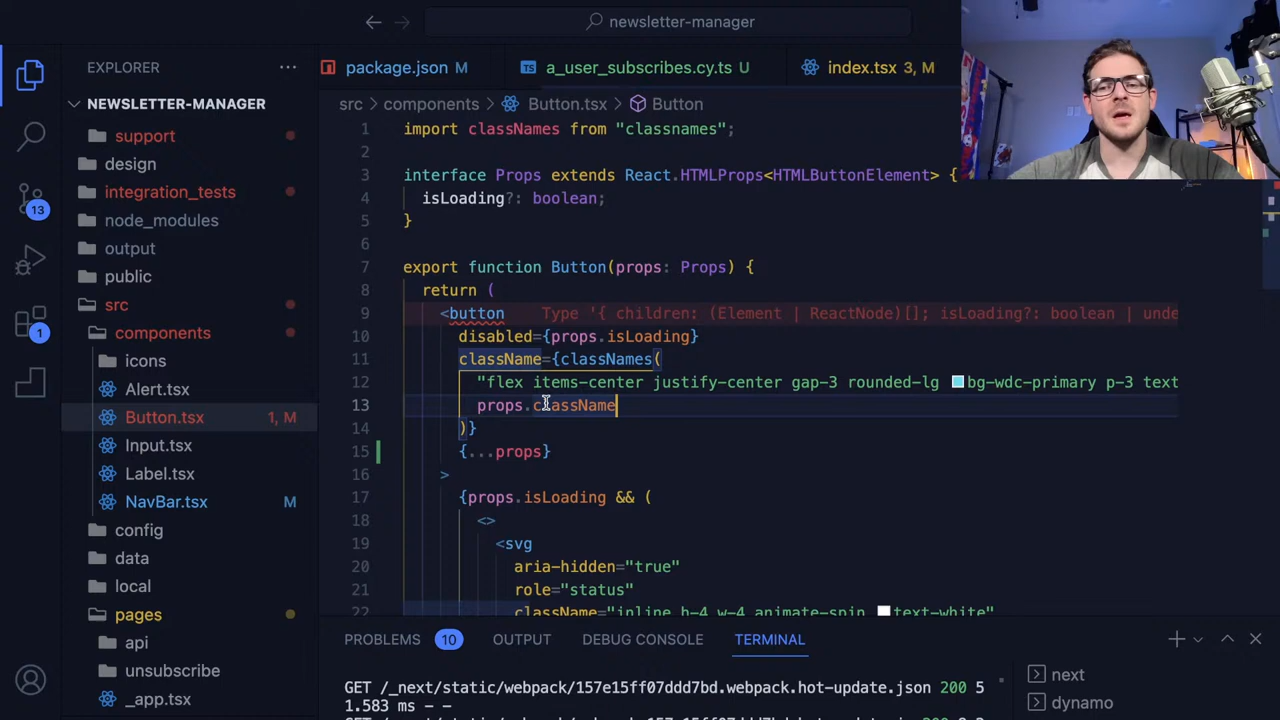 newsletter-manager
EXPLORER
NEWSLETTER-MANAGER
support
design
integration_tests
node_modules
output
public
src
components
icons
Alert.tsx
Button.tsx 1, M
Input.tsx
Label.tsx
NavBar.tsx M
config
data
local
pages
api
unsubscribe
_app.tsx
13
1
package.json M
a_user_subscribes.cy.ts U
index.tsx 3, M
src > components > Button.tsx > Button
1 import classNames from "classnames";
2
3 interface Props extends React.HTMLProps<HTMLButtonElement> {
4 isLoading?: boolean;
5 }
6
7 export function Button(props: Props) {
8 return (
9 <button Type '{ children: (Element | ReactNode)[]; isLoading?: boolean | unde
10 disabled={props.isLoading}
11 className={classNames(
12 "flex items-center justify-center gap-3 rounded-lg bg-wdc-primary p-3 text
13 props.className
14 )}
15 {...props}
16 >
17 {props.isLoading && (
18 <>
19 <svg
20 aria-hidden="true"
21 role="status"
22 className="inline h-4 w-4 animate-spin text-white"
PROBLEMS 10 OUTPUT DEBUG CONSOLE TERMINAL
GET /_next/static/webpack/157e15ff07ddd7bd.webpack.hot-update.json 200 5
1.583 ms - -
next
dynamo